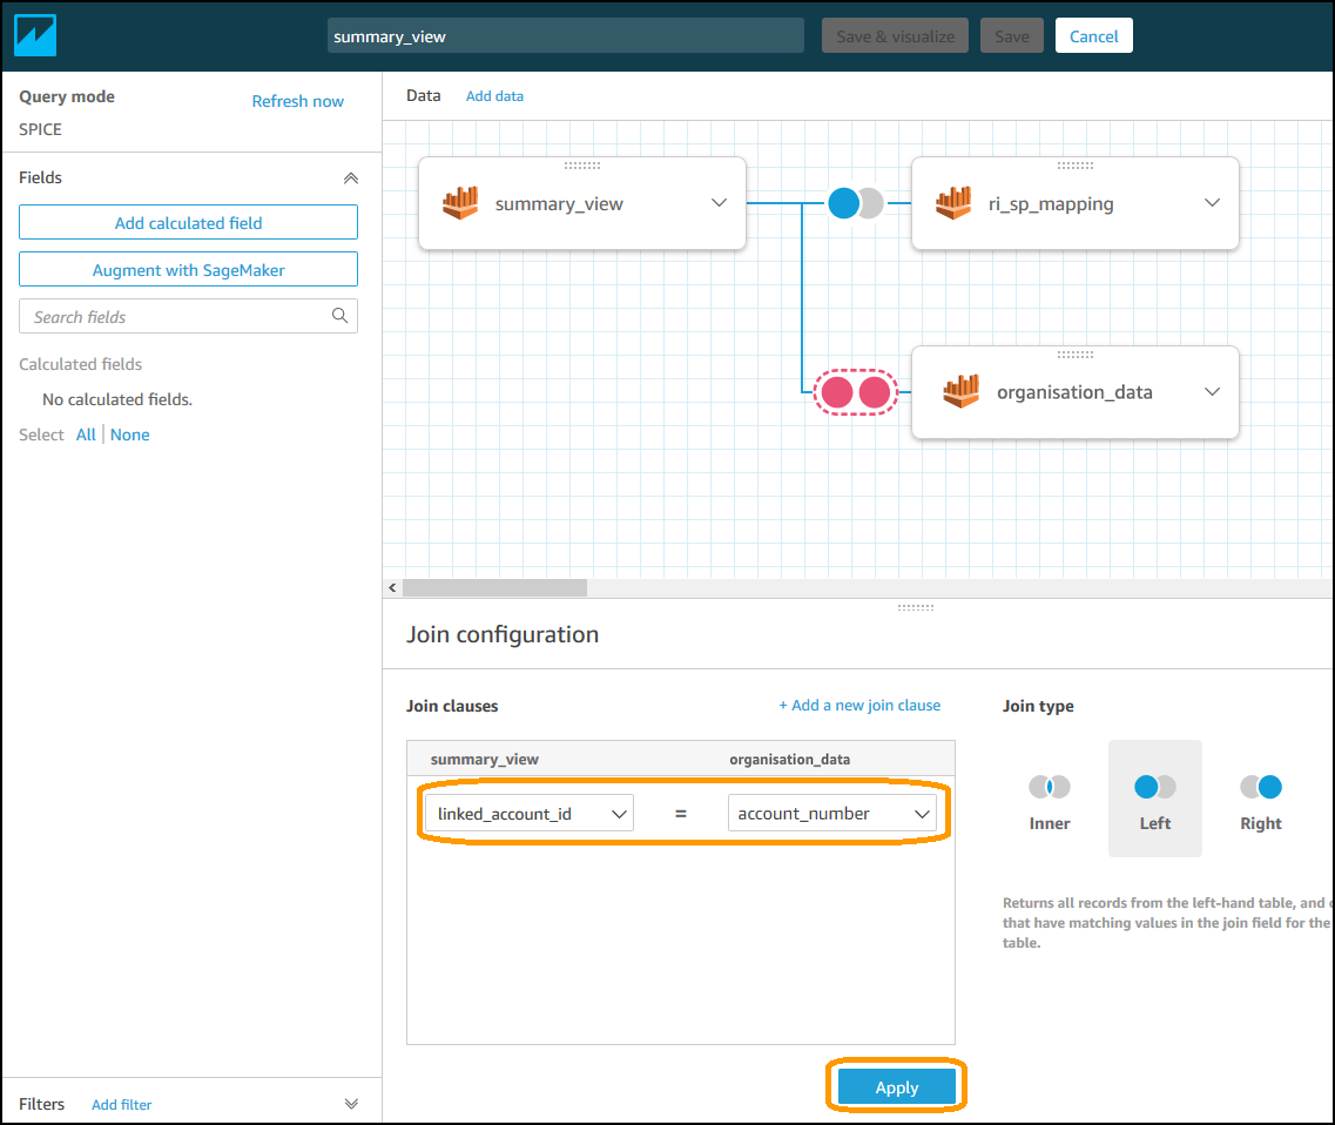 summary_view
Save & visualize
Save
Cancel
Query mode
Refresh now
SPICE
Fields
Add calculated field
Augment with SageMaker
Search fields
Calculated fields
No calculated fields.
Select All | None
Filters Add filter
Data Add data
summary_view
ri_sp_mapping
organisation_data
Join configuration
Join clauses
+ Add a new join clause
summary_view organisation_data
linked_account_id = account_number
Apply
Join type
Inner Left Right
Returns all records from the left-hand table, and
that have matching values in the join field for the
table.